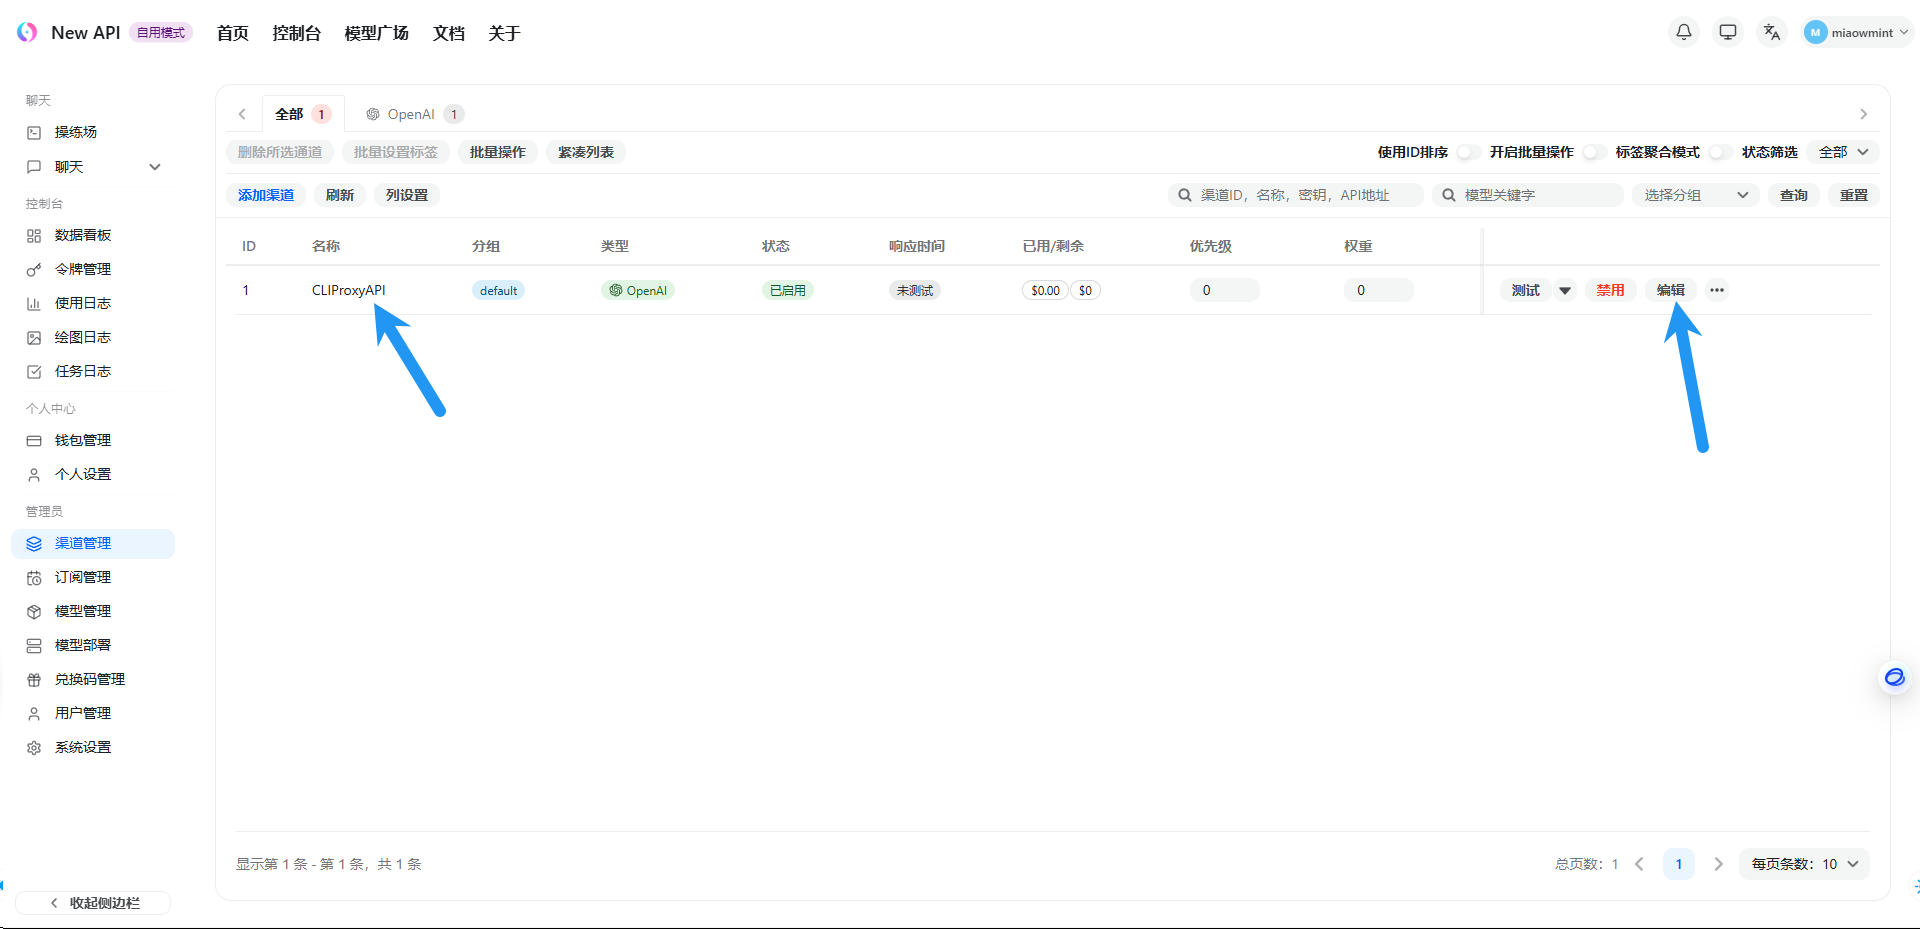 New API 自用模式 首页 控制台 模型广场 文档 关于 M miaowmint
聊天
操练场
聊天
控制台
数据看板
令牌管理
使用日志
绘图日志
任务日志
个人中心
钱包管理
个人设置
管理员
渠道管理
订阅管理
模型管理
模型部署
兑换码管理
用户管理
系统设置
收起侧边栏
全部 1 OpenAI 1
删除所选通道 批量设置标签 批量操作 紧凑列表 使用ID排序 开启批量操作 标签聚合模式 状态筛选 全部
添加渠道 刷新 列设置 渠道ID，名称，密钥，API地址 模型关键字 选择分组 查询 重置
ID 名称 分组 类型 状态 响应时间 已用/剩余 优先级 权重
1 CLIProxyAPI default OpenAI 已启用 未测试 $0.00 $0 0 0 测试 禁用 编辑
显示第 1 条 - 第 1 条，共 1 条 总页数：1 1 每页条数：10